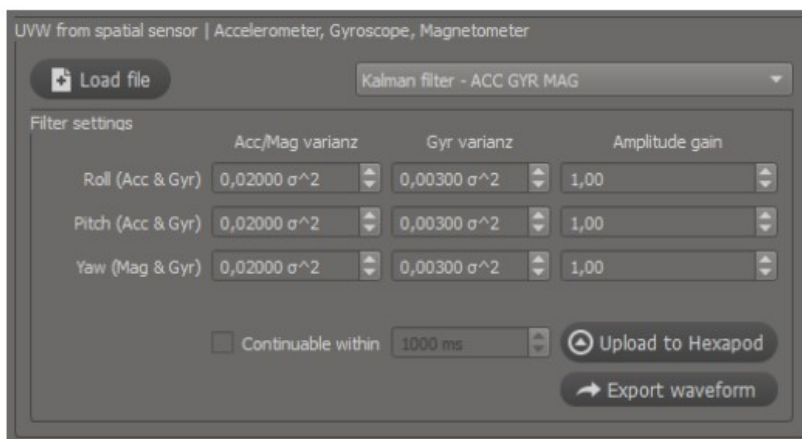 UVW from spatial sensor | Accelerometer, Gyroscope, Magnetometer
Load file Kalman filter - ACC GYR MAG
Filter settings
Acc/Mag varianz Gyr varianz Amplitude gain
Roll (Acc & Gyr) 0,02000 σ^2 0,00300 σ^2 1,00
Pitch (Acc & Gyr) 0,02000 σ^2 0,00300 σ^2 1,00
Yaw (Mag & Gyr) 0,02000 σ^2 0,00300 σ^2 1,00
Continuable within 1000 ms Upload to Hexapod
Export waveform